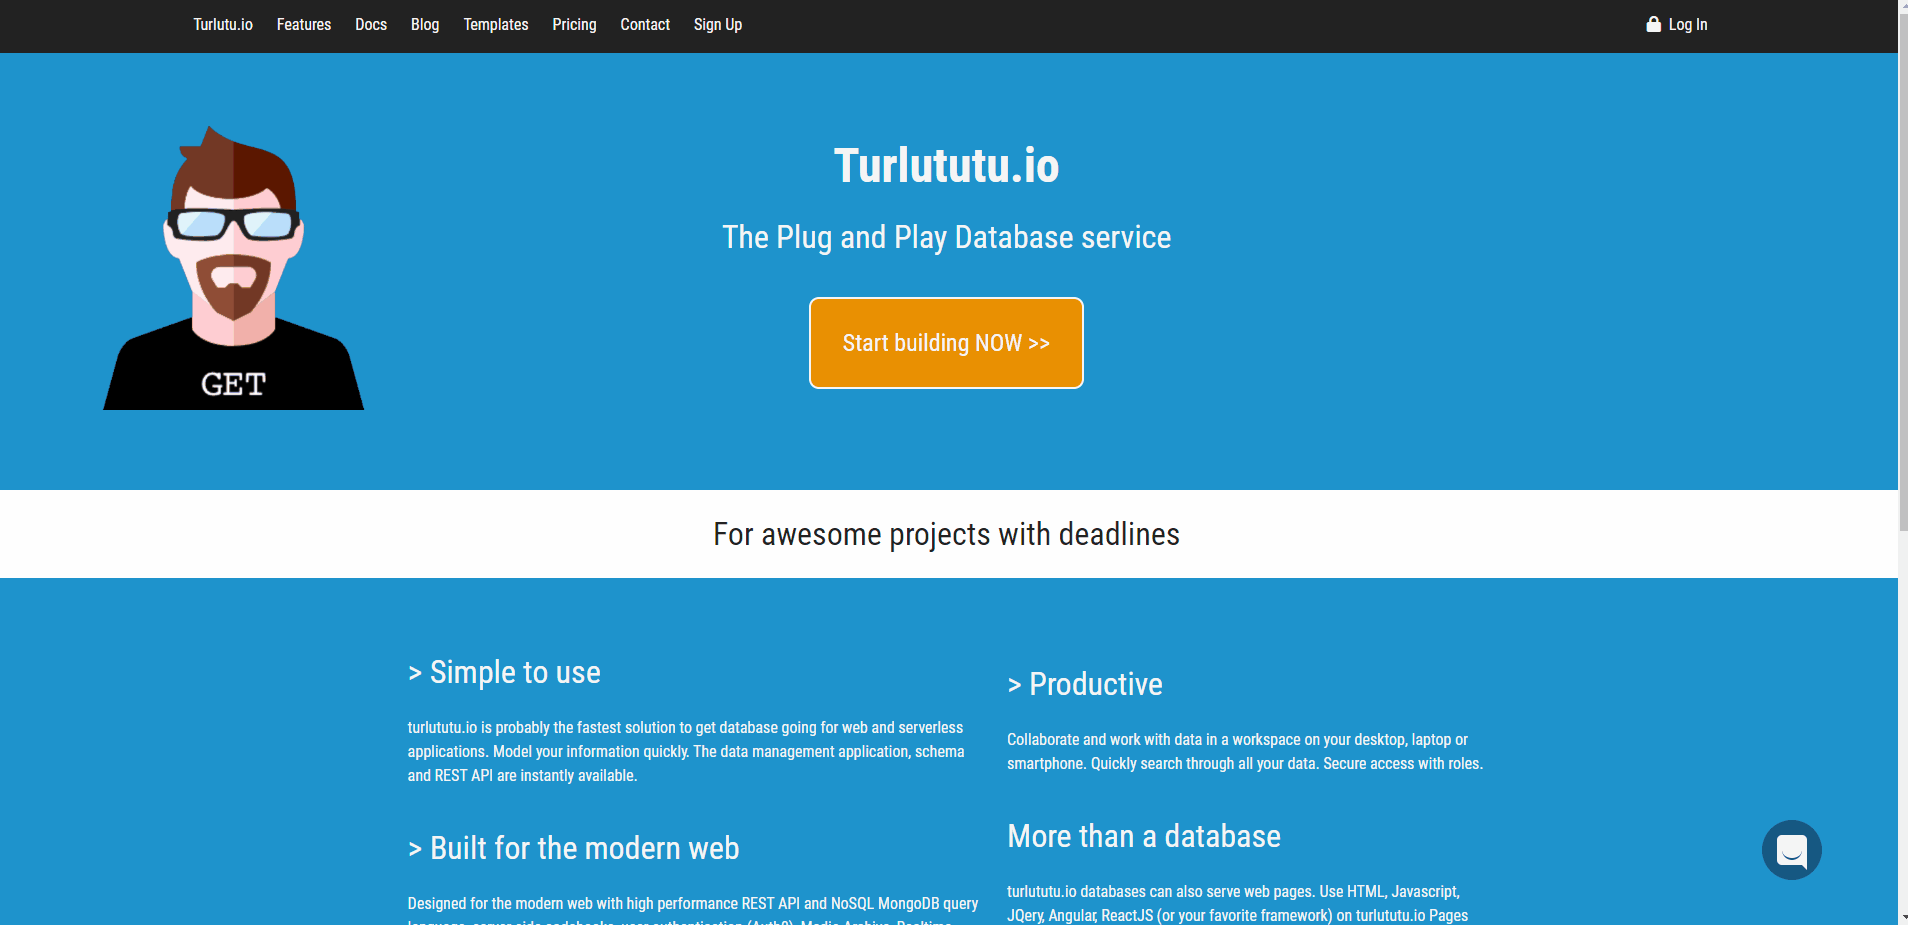 Turlutu.io Features Docs Blog Templates Pricing Contact Sign Up Log In
Turlututu.io
The Plug and Play Database service
Start building NOW >>
GET
For awesome projects with deadlines
> Simple to use
turlututu.io is probably the fastest solution to get database going for web and serverless
applications. Model your information quickly. The data management application, schema
and REST API are instantly available.
> Built for the modern web
Designed for the modern web with high performance REST API and NoSQL MongoDB query
> Productive
Collaborate and work with data in a workspace on your desktop, laptop or
smartphone. Quickly search through all your data. Secure access with roles.
More than a database
turlututu.io databases can also serve web pages. Use HTML, Javascript,
JQery, Angular, ReactJS (or your favorite framework) on turlututu.io Pages